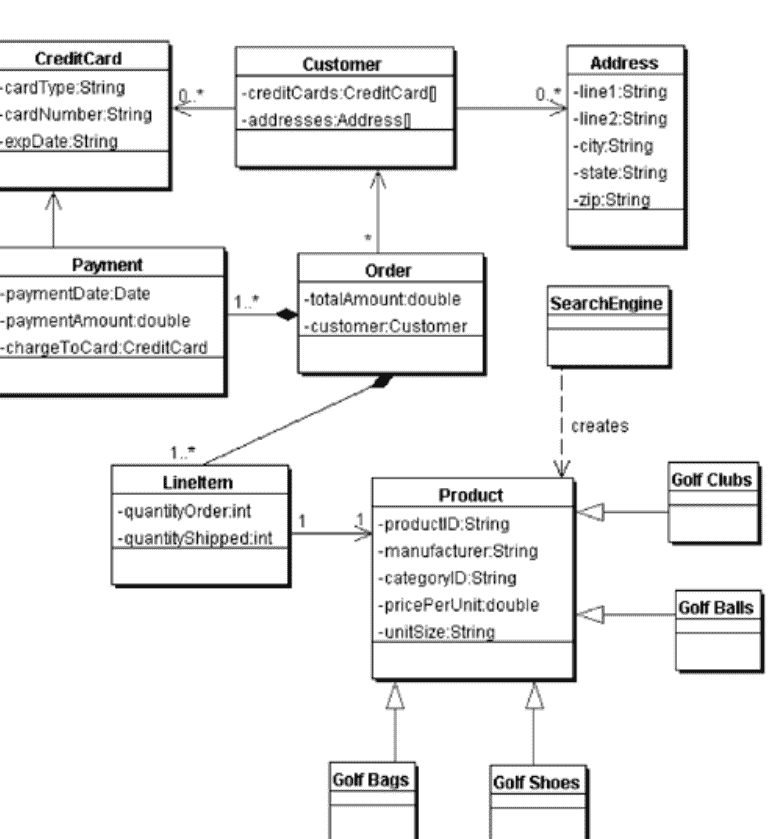 CreditCard
-cardType:String
-cardNumber:String
-expDate:String
0..*
Customer
-creditCards:CreditCard[]
-addresses:Address[]
0..*
Address
-line1:String
-line2:String
-city:String
-state:String
-zip:String
*
Payment
-paymentDate:Date
-paymentAmount:double
-chargeToCard:CreditCard
1..*
Order
-totalAmount:double
-customer:Customer
SearchEngine
creates
1..*
LineItem
-quantityOrder:int
-quantityShipped:int
1
1
Product
-productID:String
-manufacturer:String
-categoryID:String
-pricePerUnit:double
-unitSize:String
Golf Clubs
Golf Balls
Golf Bags
Golf Shoes